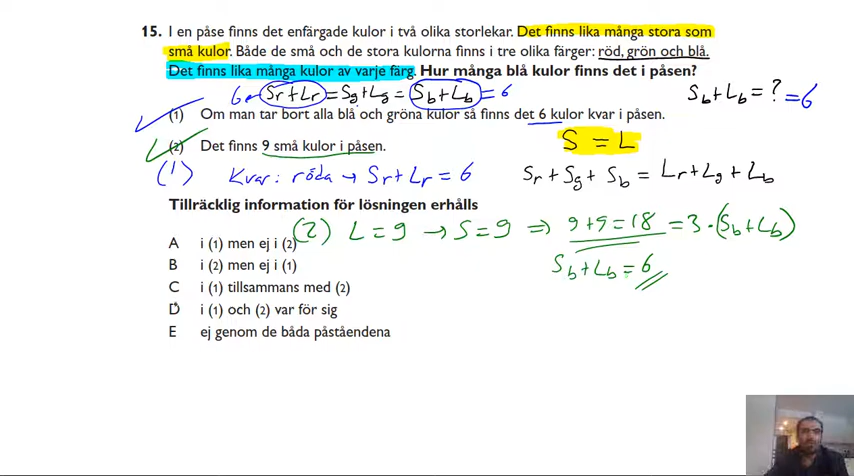 15. I en påse finns det enfärgade kulor i två olika storlekar. Det finns lika många stora som
små kulor. Både de små och de stora kulorna finns i tre olika färger: röd, grön och blå.
Det finns lika många kulor av varje färg. Hur många blå kulor finns det i påsen?
6 ← Sr+Lr = Sg+Lg = Sb+Lb = 6
Sb+Lb = ? = 6
(1) Om man tar bort alla blå och gröna kulor så finns det 6 kulor kvar i påsen.
S = L
(2) Det finns 9 små kulor i påsen.
(1) Kvar: röda → Sr+Lr = 6
Sr+Sg+Sb = Lr+Lg+Lb
Tillräcklig information för lösningen erhålls
(2) L = 9 → S = 9 ⇒ 9+9 = 18 = 3·(Sb+Lb)
A i (1) men ej i (2)
B i (2) men ej i (1)
Sb+Lb = 6
C i (1) tillsammans med (2)
D i (1) och (2) var för sig
E ej genom de båda påståendena